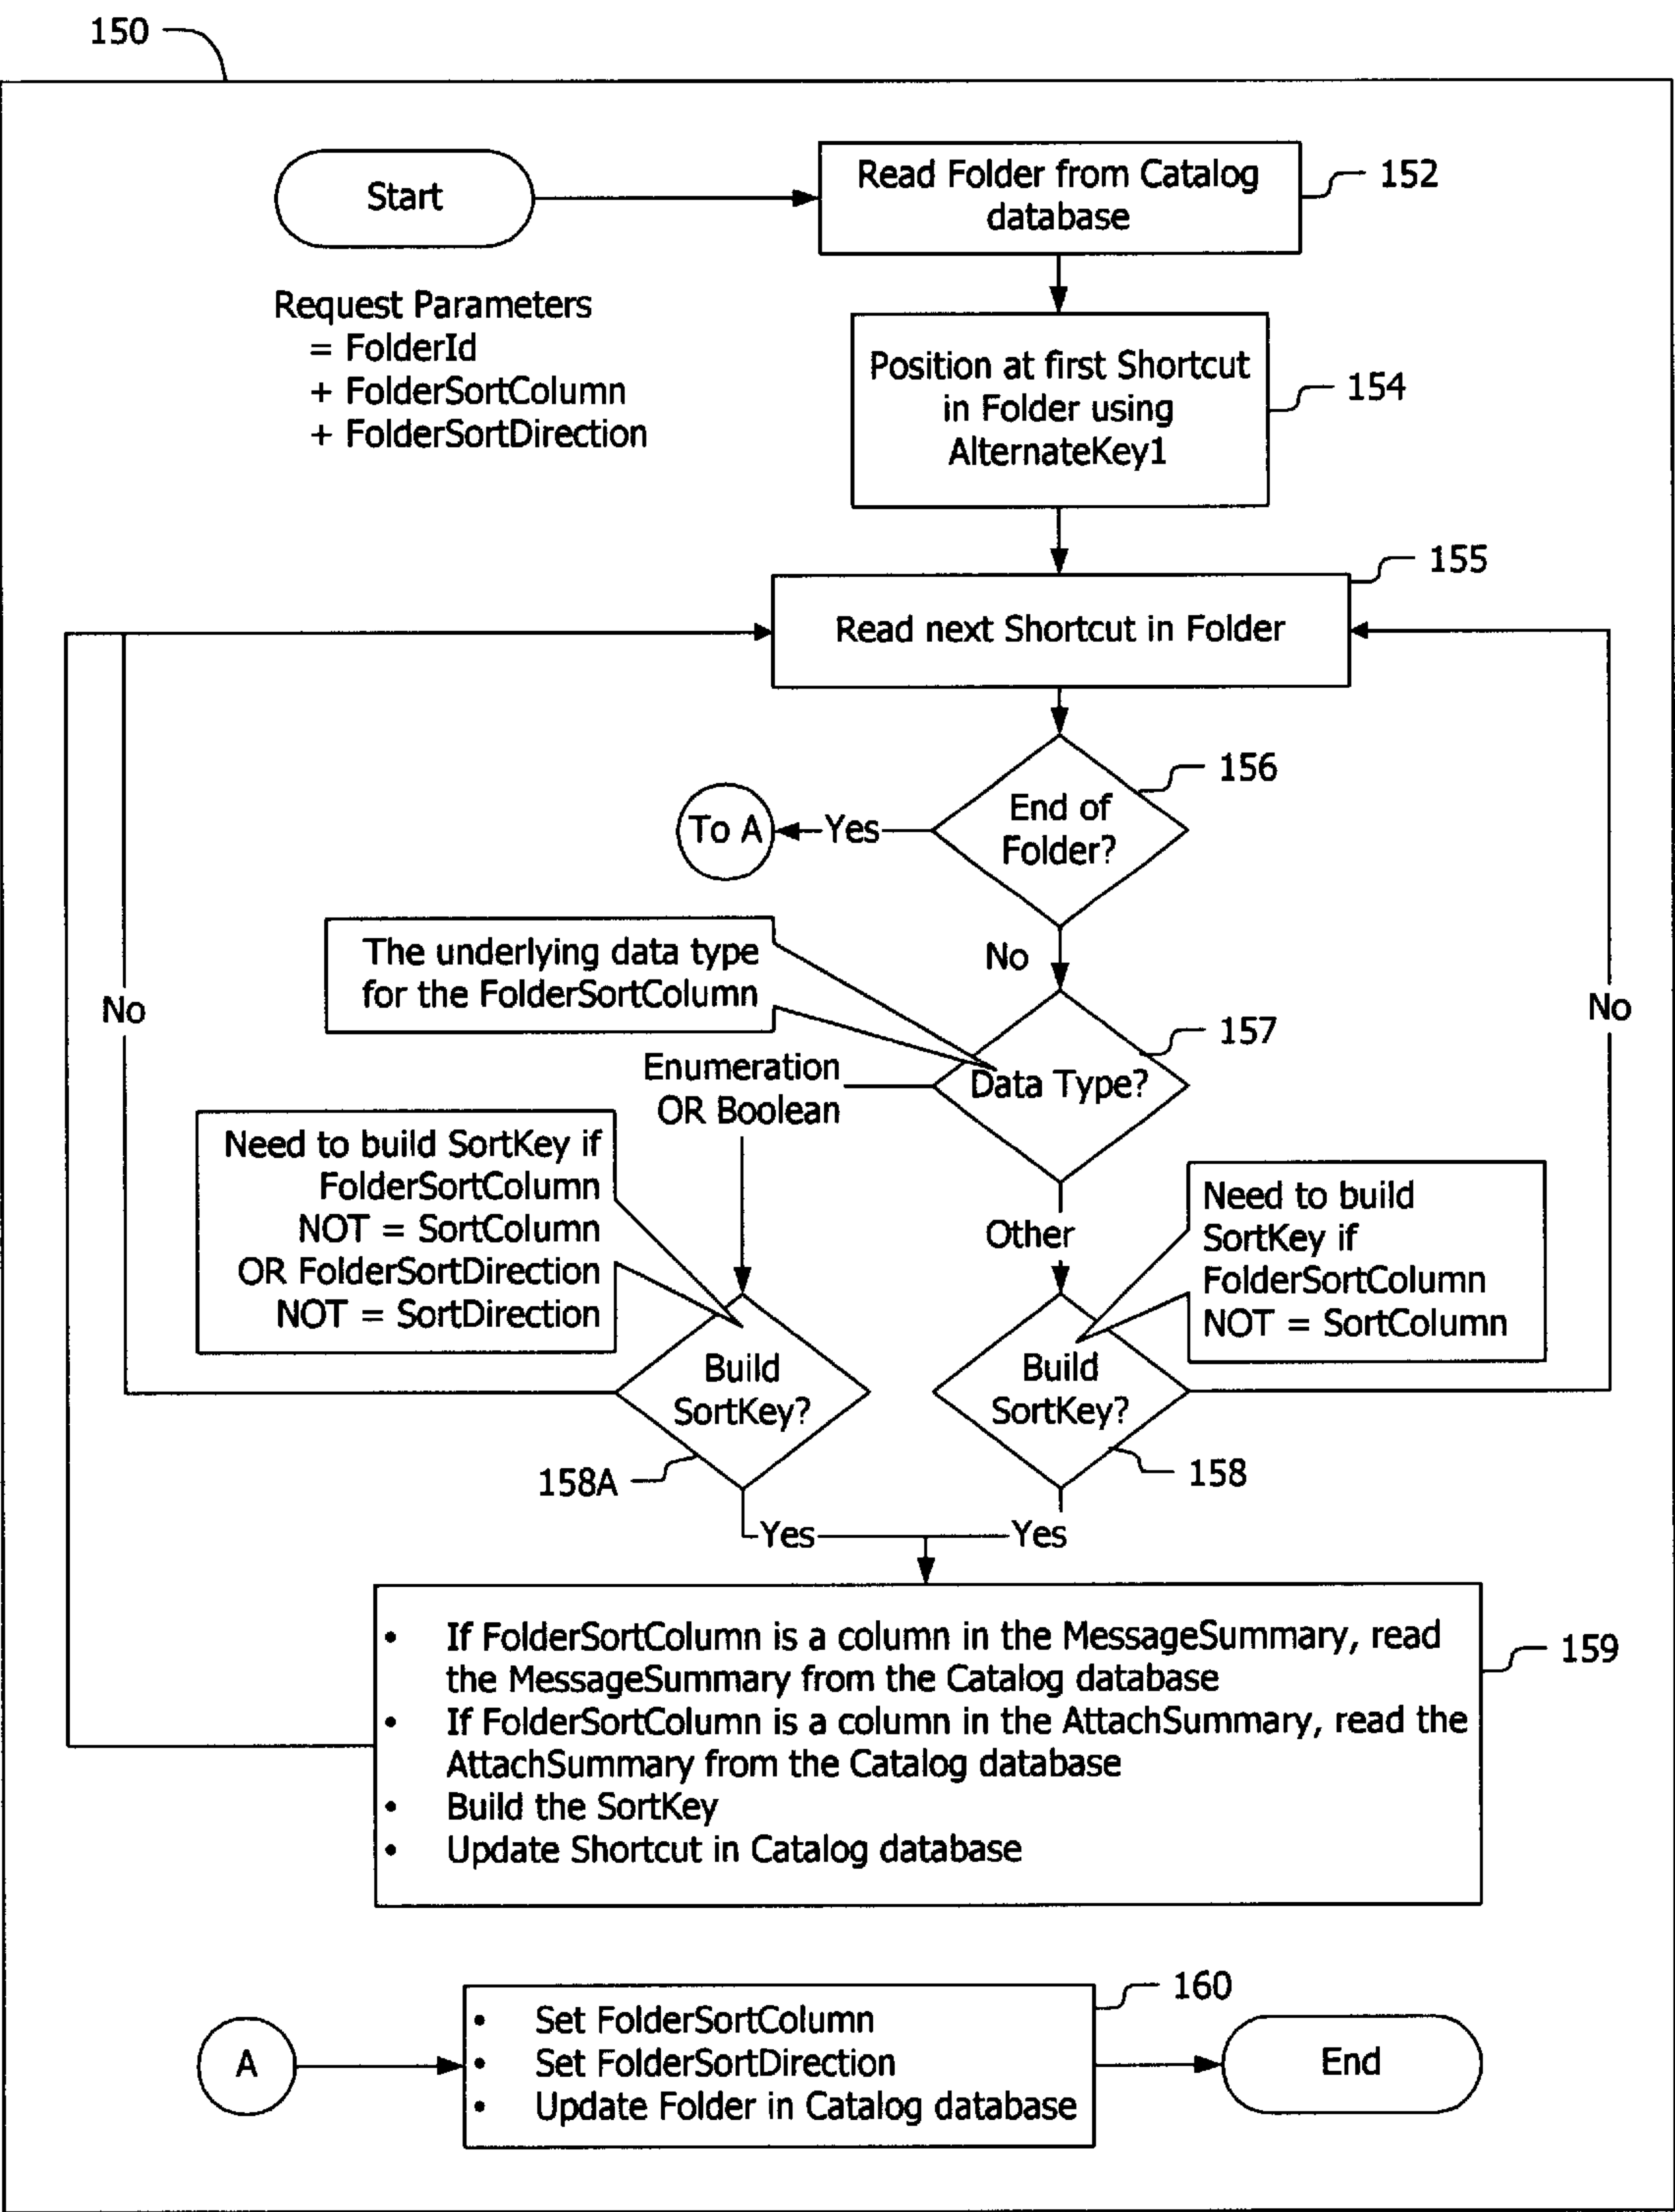 150
Start
Read Folder from Catalog
database
152
Request Parameters
= FolderId
+ FolderSortColumn
+ FolderSortDirection
Position at first Shortcut
in Folder using
AlternateKey1
154
155
Read next Shortcut in Folder
156
End of
Folder?
To A
Yes
No
The underlying data type
for the FolderSortColumn
No
No
157
Data Type?
Enumeration
OR Boolean
Need to build SortKey if
FolderSortColumn
NOT = SortColumn
OR FolderSortDirection
NOT = SortDirection
Other
Need to build
SortKey if
FolderSortColumn
NOT = SortColumn
Build
SortKey?
Build
SortKey?
158A
158
Yes
Yes
• If FolderSortColumn is a column in the MessageSummary, read
the MessageSummary from the Catalog database
• If FolderSortColumn is a column in the AttachSummary, read the
AttachSummary from the Catalog database
• Build the SortKey
• Update Shortcut in Catalog database
159
160
A
• Set FolderSortColumn
• Set FolderSortDirection
• Update Folder in Catalog database
End